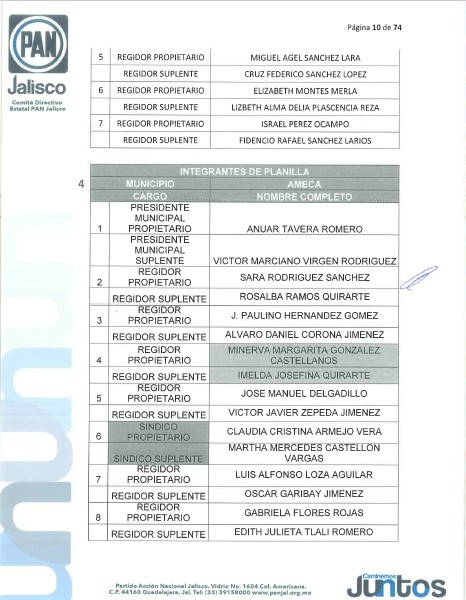 Página 10 de 74
PAN
Jalisco
Comité Directivo
Estatal PAN Jalisco
5 REGIDOR PROPIETARIO MIGUEL AGEL SANCHEZ LARA
REGIDOR SUPLENTE CRUZ FEDERICO SANCHEZ LOPEZ
6 REGIDOR PROPIETARIO ELIZABETH MONTES MERLA
REGIDOR SUPLENTE LIZBETH ALMA DELIA PLASCENCIA REZA
7 REGIDOR PROPIETARIO ISRAEL PEREZ OCAMPO
REGIDOR SUPLENTE FIDENCIO RAFAEL SANCHEZ LARIOS
INTEGRANTES DE PLANILLA
4 MUNICIPIO AMECA
CARGO NOMBRE COMPLETO
PRESIDENTE
MUNICIPAL
1 PROPIETARIO ANUAR TAVERA ROMERO
PRESIDENTE
MUNICIPAL
SUPLENTE VICTOR MARCIANO VIRGEN RODRIGUEZ
REGIDOR
2 PROPIETARIO SARA RODRIGUEZ SANCHEZ
REGIDOR SUPLENTE ROSALBA RAMOS QUIRARTE
REGIDOR
3 PROPIETARIO J. PAULINO HERNANDEZ GOMEZ
REGIDOR SUPLENTE ALVARO DANIEL CORONA JIMENEZ
REGIDOR MINERVA MARGARITA GONZALEZ
4 PROPIETARIO CASTELLANOS
REGIDOR SUPLENTE IMELDA JOSEFINA QUIRARTE
REGIDOR
5 PROPIETARIO JOSE MANUEL DELGADILLO
REGIDOR SUPLENTE VICTOR JAVIER ZEPEDA JIMENEZ
SINDICO
6 PROPIETARIO CLAUDIA CRISTINA ARMEJO VERA
MARTHA MERCEDES CASTELLON
SINDICO SUPLENTE VARGAS
REGIDOR
7 PROPIETARIO LUIS ALFONSO LOZA AGUILAR
REGIDOR SUPLENTE OSCAR GARIBAY JIMENEZ
REGIDOR
8 PROPIETARIO GABRIELA FLORES ROJAS
REGIDOR SUPLENTE EDITH JULIETA TLALI ROMERO
Partido Acción Nacional Jalisco. Vidrio No. 1604 Col. Americana.
C.P. 44160 Guadalajara, Jal. Tel: (33) 39158000 www.panjal.org.mx
Caminemos
Juntos